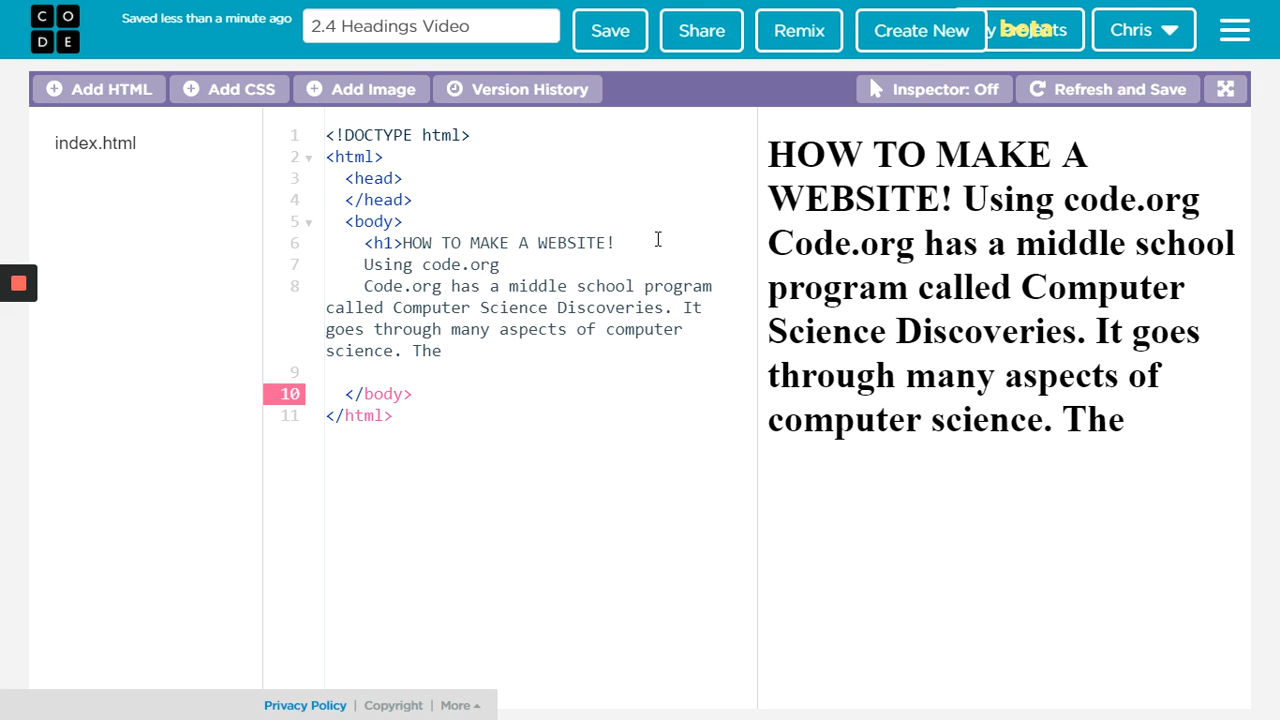 CO
DE
Saved less than a minute ago
2.4 Headings Video
Save
Share
Remix
Create New
beta
Chris
Add HTML
Add CSS
Add Image
Version History
Inspector: Off
Refresh and Save
index.html
1 <!DOCTYPE html>
2 <html>
3 <head>
4 </head>
5 <body>
6 <h1>HOW TO MAKE A WEBSITE!
7 Using code.org
8 Code.org has a middle school program
called Computer Science Discoveries. It
goes through many aspects of computer
science. The
9
10 </body>
11 </html>
HOW TO MAKE A
WEBSITE! Using code.org
Code.org has a middle school
program called Computer
Science Discoveries. It goes
through many aspects of
computer science. The
Privacy Policy | Copyright | More